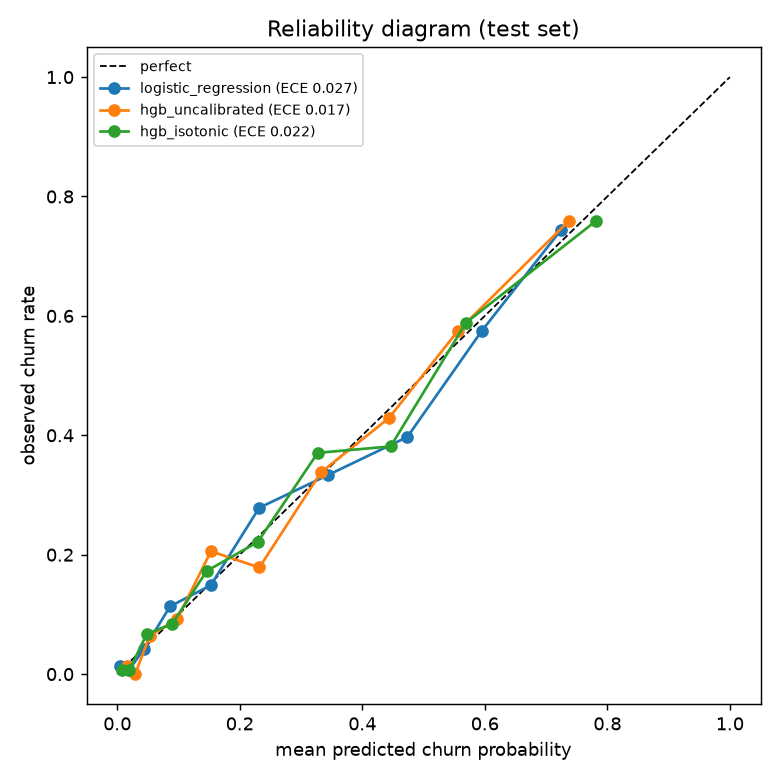 Reliability diagram (test set)
perfect
logistic_regression (ECE 0.027)
hgb_uncalibrated (ECE 0.017)
hgb_isotonic (ECE 0.022)
observed churn rate
1.0
0.8
0.6
0.4
0.2
0.0
0.0 0.2 0.4 0.6 0.8 1.0
mean predicted churn probability